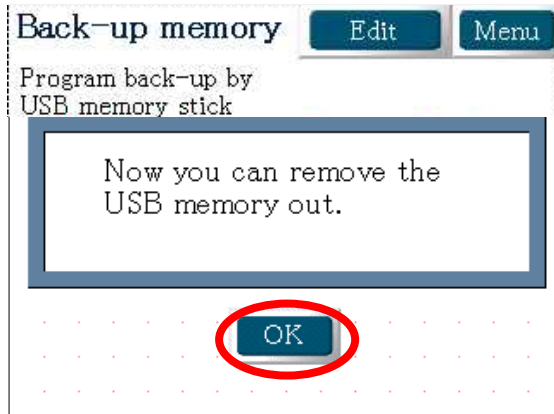 Back-up memory Edit Menu
Program back-up by
USB memory stick
Now you can remove the
USB memory out.
OK